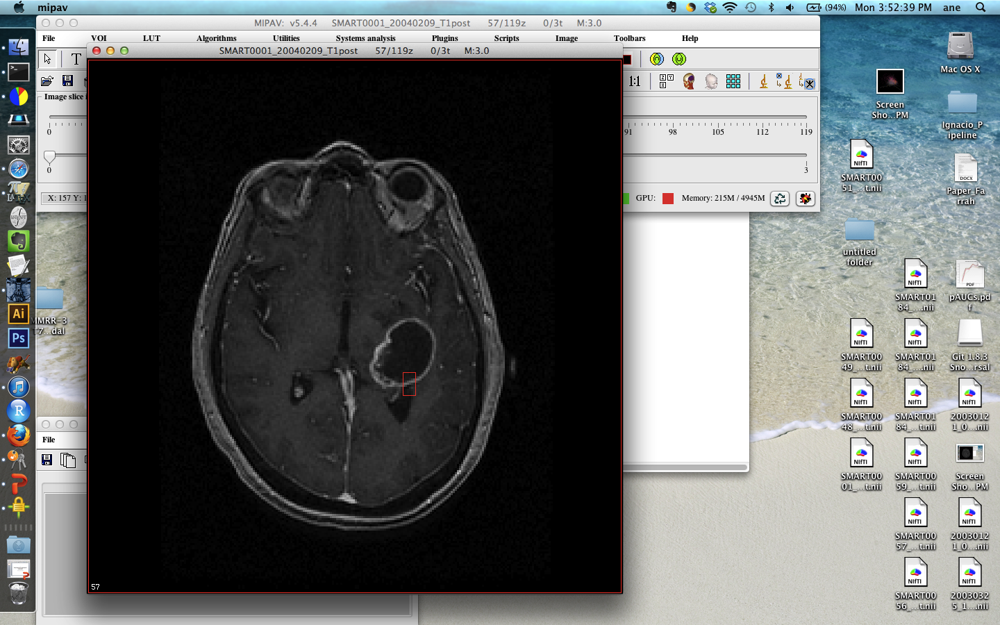 mipav
(94%) Mon 3:52:39 PM ane
MIPAV: v5.4.4 SMART0001_20040209_T1post 57/119z 0/3t M:3.0
File VOI LUT Algorithms Utilities Systems analysis Plugins Scripts Image Toolbars Help
SMART0001_20040209_T1post 57/119z 0/3t M:3.0
T
1:1
Image slice
0 91 98 105 112 119
0 3
X: 157 Y: 1
GPU: Memory: 215M / 4945M
57
File
Ai
Ps
R
MMRR-3
T7...dal
Mac OS X
Screen
Sho...PM
Ignacio_P
ipeline
NIfTI
SMART00
51_...t.nii
DOCX
Paper_Fa
rrah
untitled
folder
NIfTI
SMART01
84_....nii
PDF
pAUCs.pd
f
NIfTI
SMART00
49_...t.nii
NIfTI
SMART01
84_....nii
Git 1.8.3
Sno...rsal
NIfTI
SMART00
48_...t.nii
NIfTI
SMART01
84_....nii
NIfTI
2003012
1_0....nii
NIfTI
SMART00
01_...t.nii
NIfTI
SMART00
59_...t.nii
Screen
Sho...PM
NIfTI
SMART00
57_...t.nii
NIfTI
2003012
1_0....nii
NIfTI
SMART00
56_...t.nii
NIfTI
2003032
5_1....nii